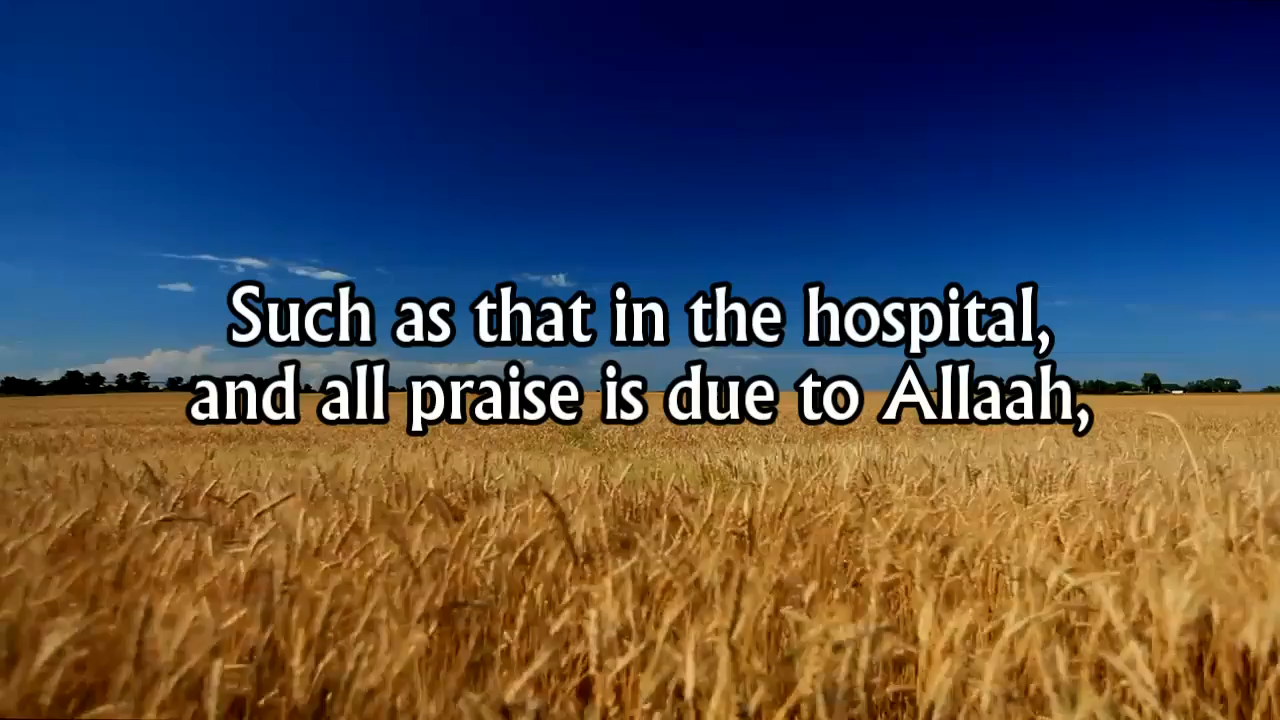 Such as that in the hospital,
and all praise is due to Allaah,